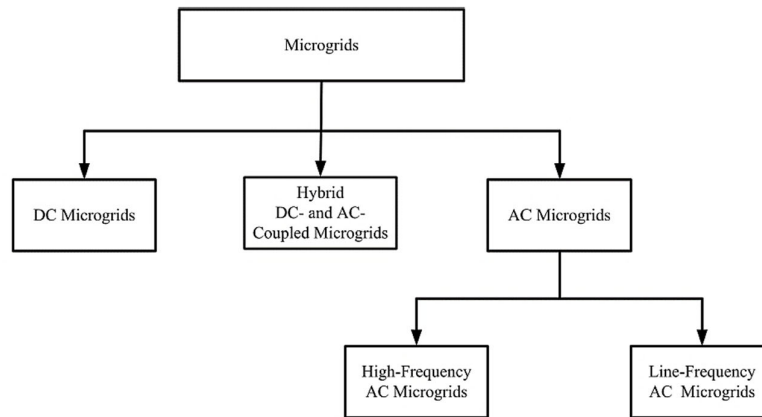 Microgrids
DC Microgrids
Hybrid
DC- and AC-
Coupled Microgrids
AC Microgrids
High-Frequency
AC Microgrids
Line-Frequency
AC Microgrids